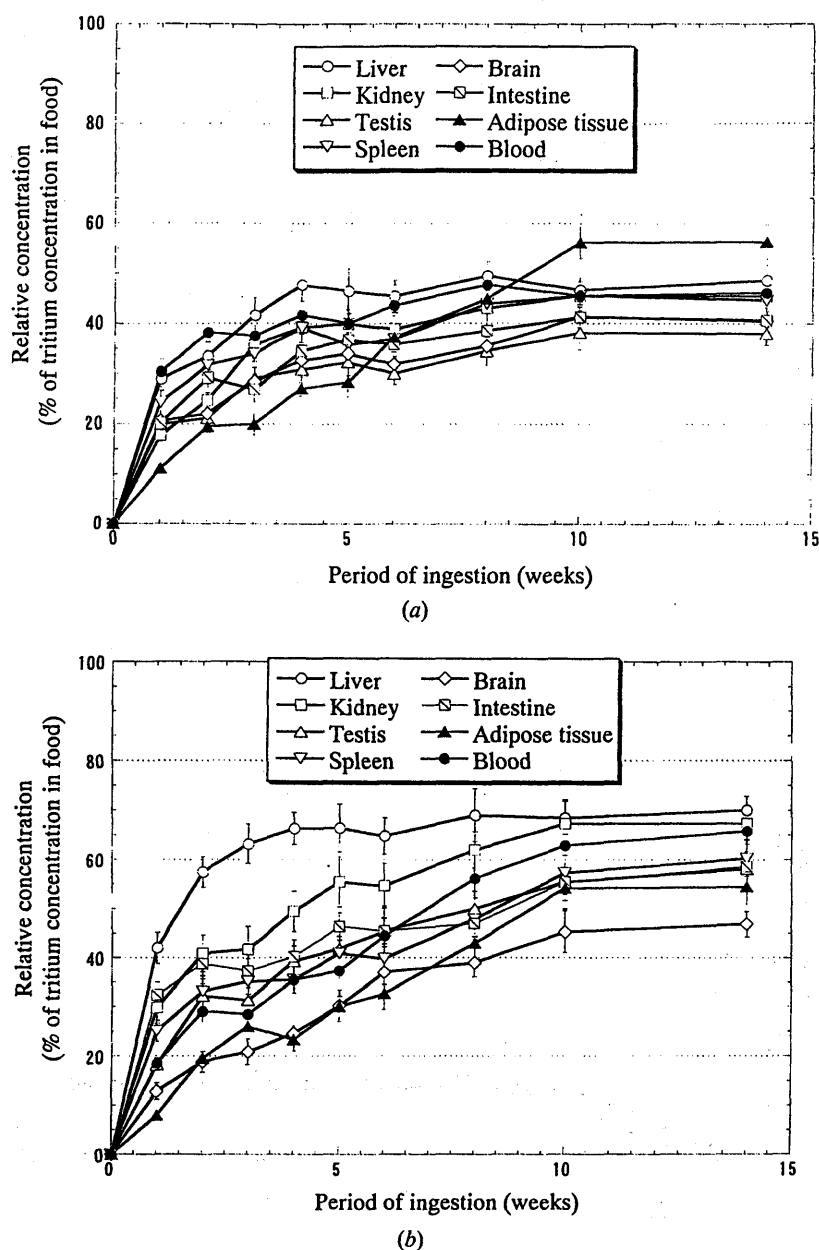 100
80
60
40
20
0
Relative concentration
(% of tritium concentration in food)
Liver
Brain
Kidney
Intestine
Testis
Adipose tissue
Spleen
Blood
0
5
10
15
Period of ingestion (weeks)
(a)
100
80
60
40
20
0
Relative concentration
(% of tritium concentration in food)
Liver
Brain
Kidney
Intestine
Testis
Adipose tissue
Spleen
Blood
0
5
10
15
Period of ingestion (weeks)
(b)